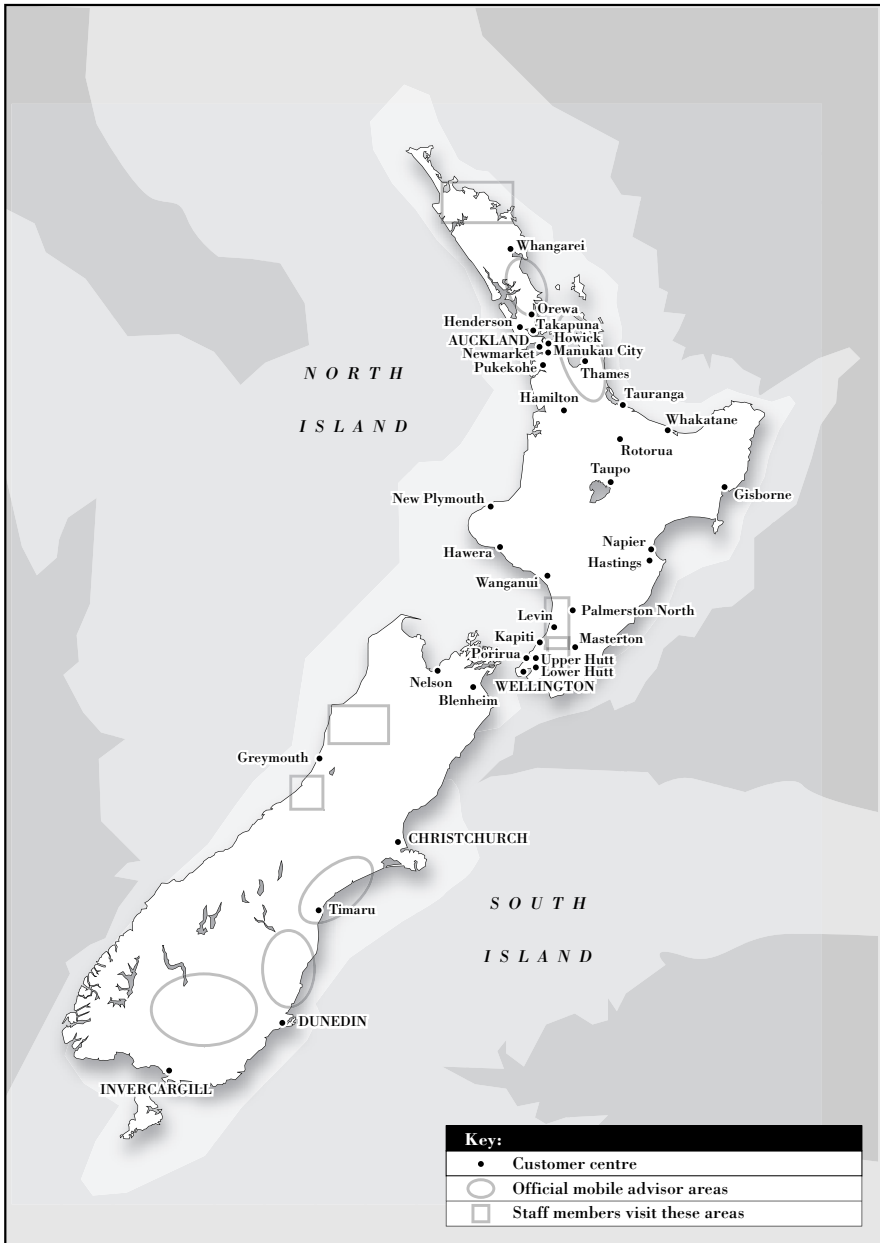 Whangarei
Orewa
Henderson
Takapuna
AUCKLAND
Howick
Newmarket
Manukau City
Pukekohe
Thames
NORTH
ISLAND
Hamilton
Tauranga
Whakatane
Rotorua
Taupo
New Plymouth
Gisborne
Hawera
Napier
Hastings
Wanganui
Levin
Palmerston North
Kapiti
Masterton
Porirua
Upper Hutt
Lower Hutt
WELLINGTON
Nelson
Blenheim
Greymouth
CHRISTCHURCH
SOUTH
ISLAND
Timaru
DUNEDIN
INVERCARGILL
Key:
Customer centre
Official mobile advisor areas
Staff members visit these areas